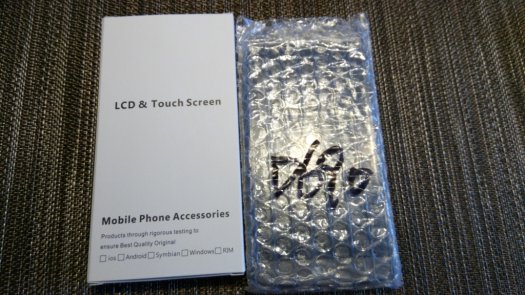 LCD & Touch Screen
Mobile Phone Accessories
Products through rigorous testing to
ensure Best Quality Original
ios Android Symbian Windows RIM